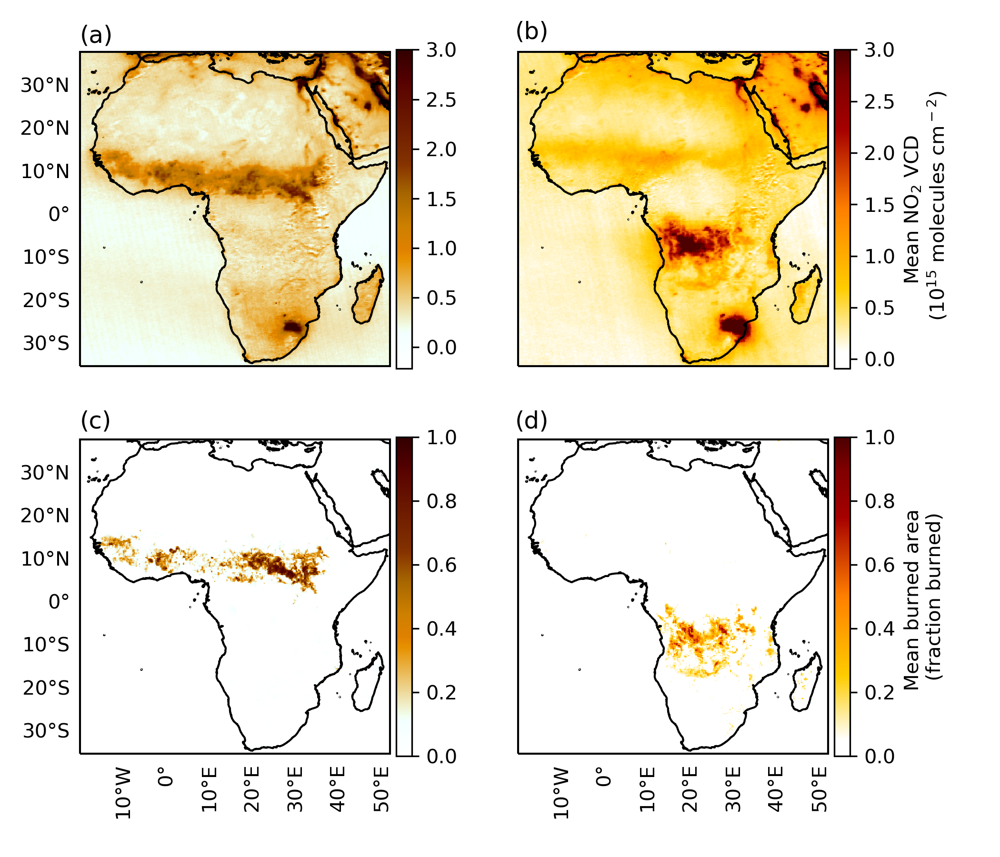 (a)
30°N
20°N
10°N
0°
10°S
20°S
30°S
3.0
2.5
2.0
1.5
1.0
0.5
0.0
(b)
3.0
2.5
2.0
1.5
1.0
0.5
0.0
Mean NO₂ VCD
(10¹⁵ molecules cm⁻²)
(c)
30°N
20°N
10°N
0°
10°S
20°S
30°S
10°W
0°
10°E
20°E
30°E
40°E
50°E
1.0
0.8
0.6
0.4
0.2
0.0
(d)
10°W
0°
10°E
20°E
30°E
40°E
50°E
1.0
0.8
0.6
0.4
0.2
0.0
Mean burned area
(fraction burned)